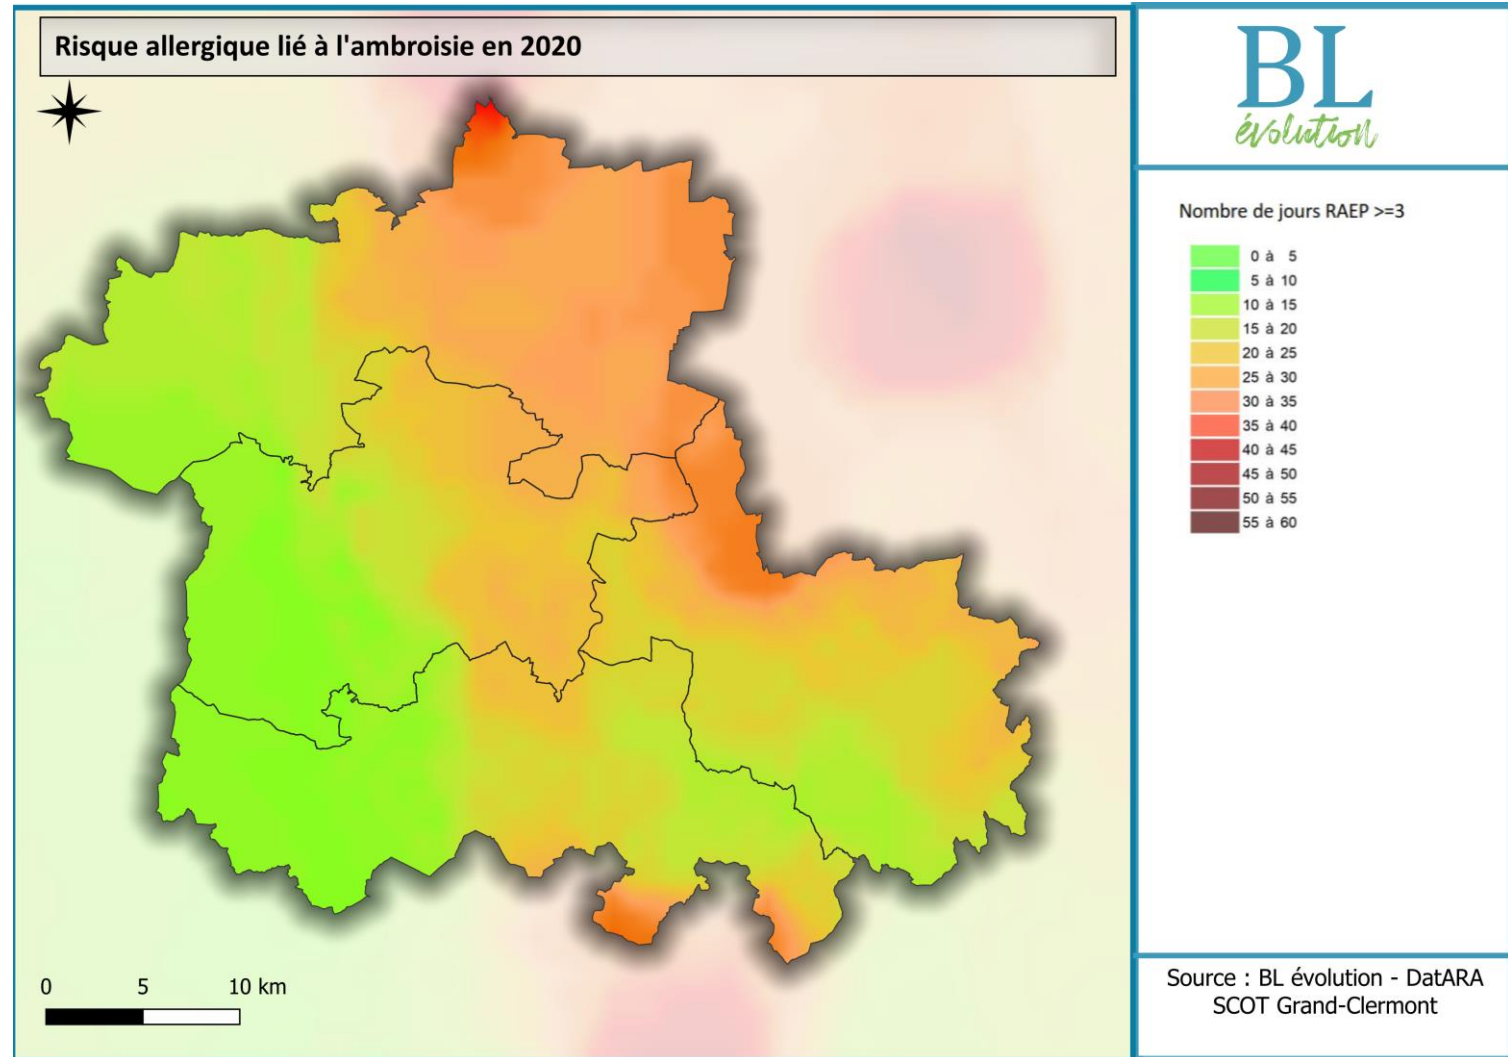 Risque allergique lié à l'ambroisie en 2020
BL
évolution
Nombre de jours RAEP >=3
0 à 5
5 à 10
10 à 15
15 à 20
20 à 25
25 à 30
30 à 35
35 à 40
40 à 45
45 à 50
50 à 55
55 à 60
0 5 10 km
Source : BL évolution - DatARA
SCOT Grand-Clermont